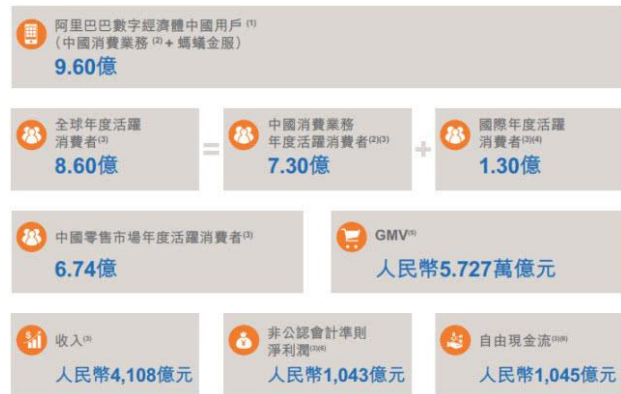 阿里巴巴數字經濟體中國用戶 (1)
（中國消費業務 (2) + 螞蟻金服）
9.60億
全球年度活躍
消費者(3)
8.60億
=
中國消費業務
年度活躍消費者(2)(3)
7.30億
+
國際年度活躍
消費者(3)(4)
1.30億
中國零售市場年度活躍消費者(3)
6.74億
GMV(5)
人民幣5.727萬億元
收入(3)
人民幣4,108億元
非公認會計準則
淨利潤(3)(6)
人民幣1,043億元
自由現金流(3)(6)
人民幣1,045億元